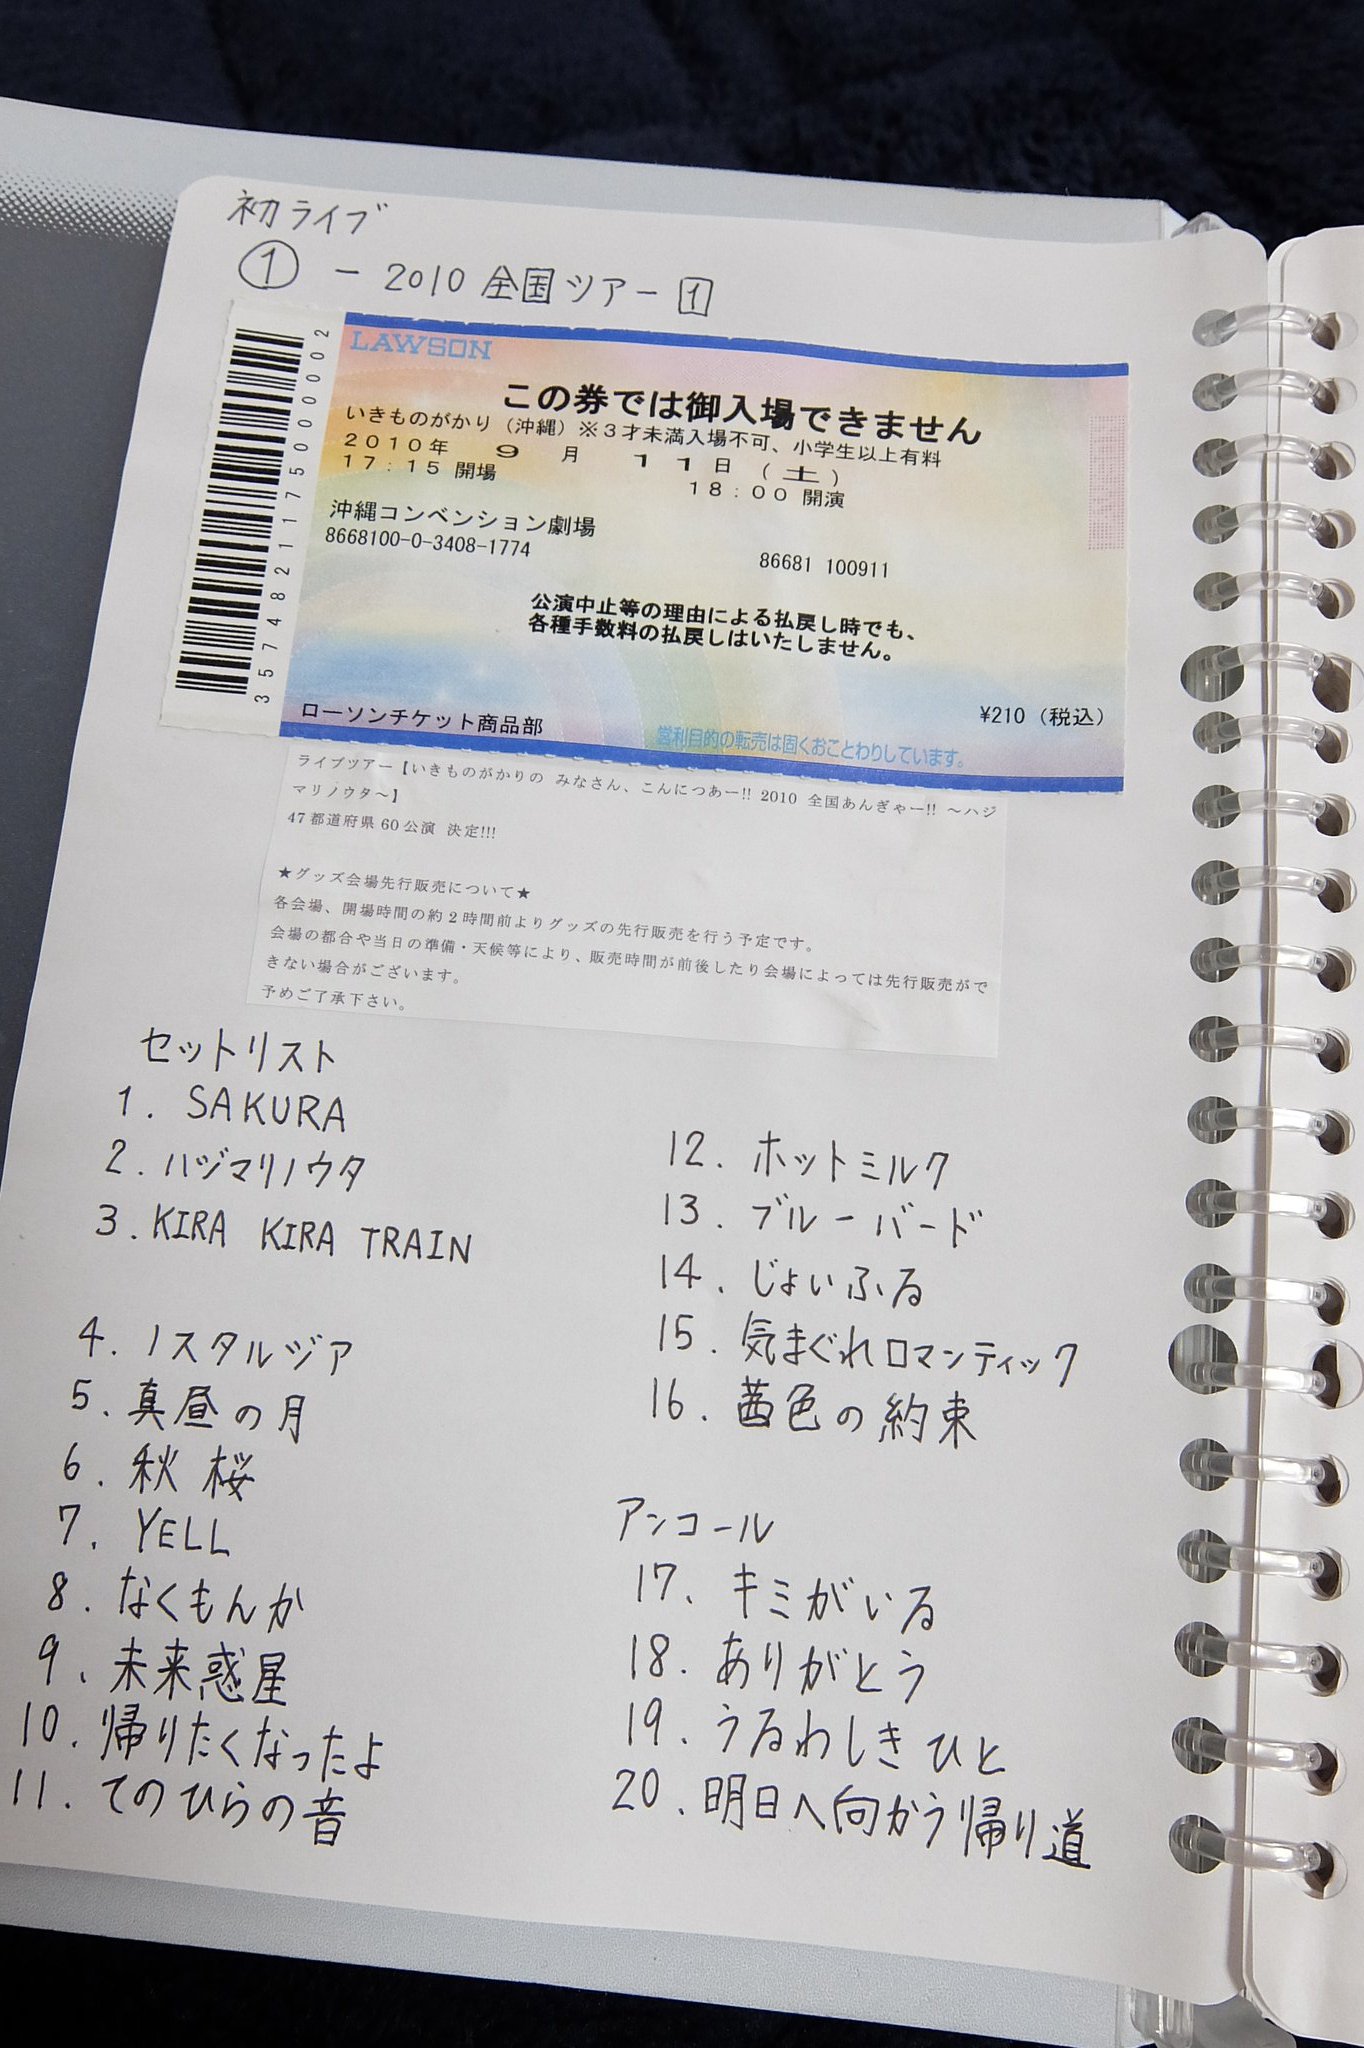 初ライブ
① - 2010 全国ツアー 1
LAWSON
この券では御入場できません
いきものがかり（沖縄）※３才未満入場不可、小学生以上有料
２０１０年 ９ 月 １１日（土）
１７：１５ 開場 １８：００ 開演
沖縄コンベンション劇場
8668100-0-3408-1774 86681 100911
公演中止等の理由による払戻し時でも、
各種手数料の払戻しはいたしません。
¥210（税込）
ローソンチケット商品部
営利目的の転売は固くおことわりしています。
3574821175000002
ライブツアー【いきものがかりの みなさん、こんにつあー!! 2010 全国あんぎゃー!! ～ハジ
マリノウタ～】
47都道府県60公演 決定!!!
★グッズ会場先行販売について★
各会場、開場時間の約2時間前よりグッズの先行販売を行う予定です。
会場の都合や当日の準備・天候等により、販売時間が前後したり会場によっては先行販売がで
きない場合がございます。
予めご了承下さい。
セットリスト
1. SAKURA
2. ハジマリノウタ
3. KIRA KIRA TRAIN
4. ノスタルジア
5. 真昼の月
6. 秋桜
7. YELL
8. なくもんか
9. 未来惑星
10. 帰りたくなったよ
11. てのひらの音
12. ホットミルク
13. ブルーバード
14. じょいふる
15. 気まぐれロマンティック
16. 茜色の約束
アンコール
17. キミがいる
18. ありがとう
19. うるわしきひと
20. 明日へ向かう帰り道